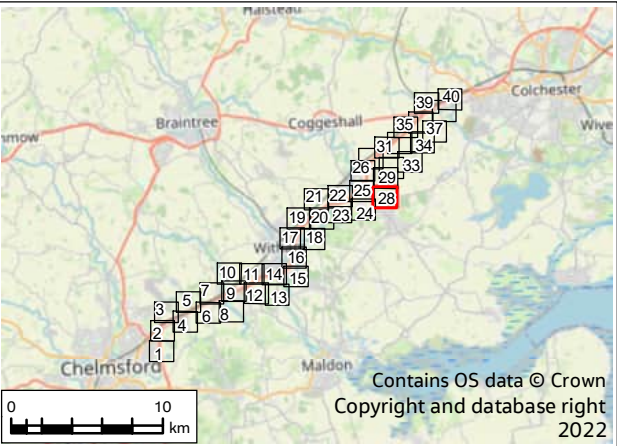 Halstead
39 40
Colchester
Braintree
Coggeshall
35 37
nmow
Wive
31 34
26 33
29
21 22 25 28
19 20 23 24
17 18
With
16
10 11 14 15
7 9 12 13
5
3 6 8
4
2
1
Chelmsford
Maldon
Contains OS data © Crown
Copyright and database right
2022
0 10
km